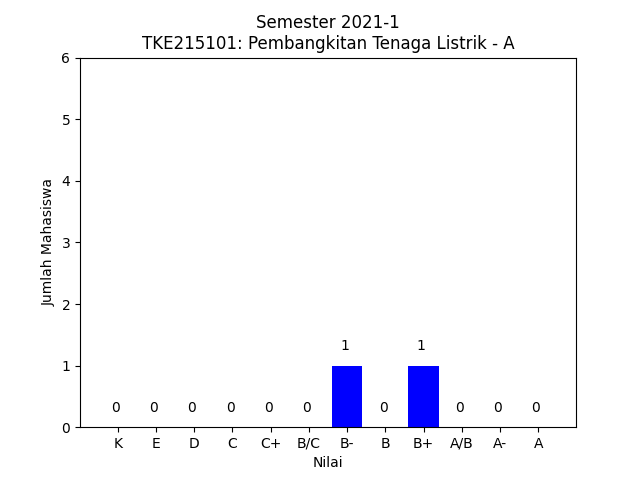 Semester 2021-1
TKE215101: Pembangkitan Tenaga Listrik - A
6
5
4
3
2
1
0
Jumlah Mahasiswa
0 0 0 0 0 0 1 0 1 0 0 0
K E D C C+ B/C B- B B+ A/B A- A
Nilai